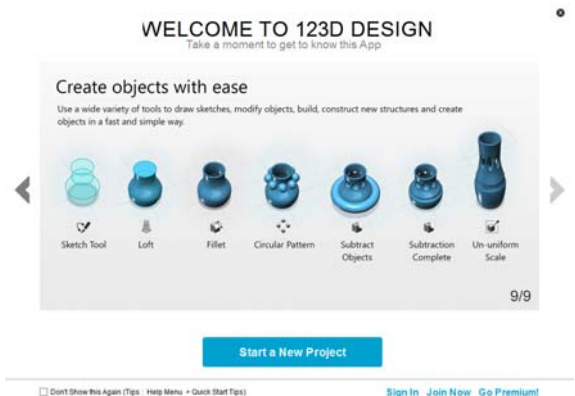 WELCOME TO 123D DESIGN
Take a moment to get to know this App
Create objects with ease
Use a wide variety of tools to draw sketches, modify objects, build, construct new structures and create
objects in a fast and simple way.
Sketch Tool
Loft
Fillet
Circular Pattern
Subtract
Objects
Subtraction
Complete
Un-uniform
Scale
9/9
Start a New Project
Don't Show this Again (Tips : Help Menu > Quick Start Tips)
Sign In Join Now Go Premium!